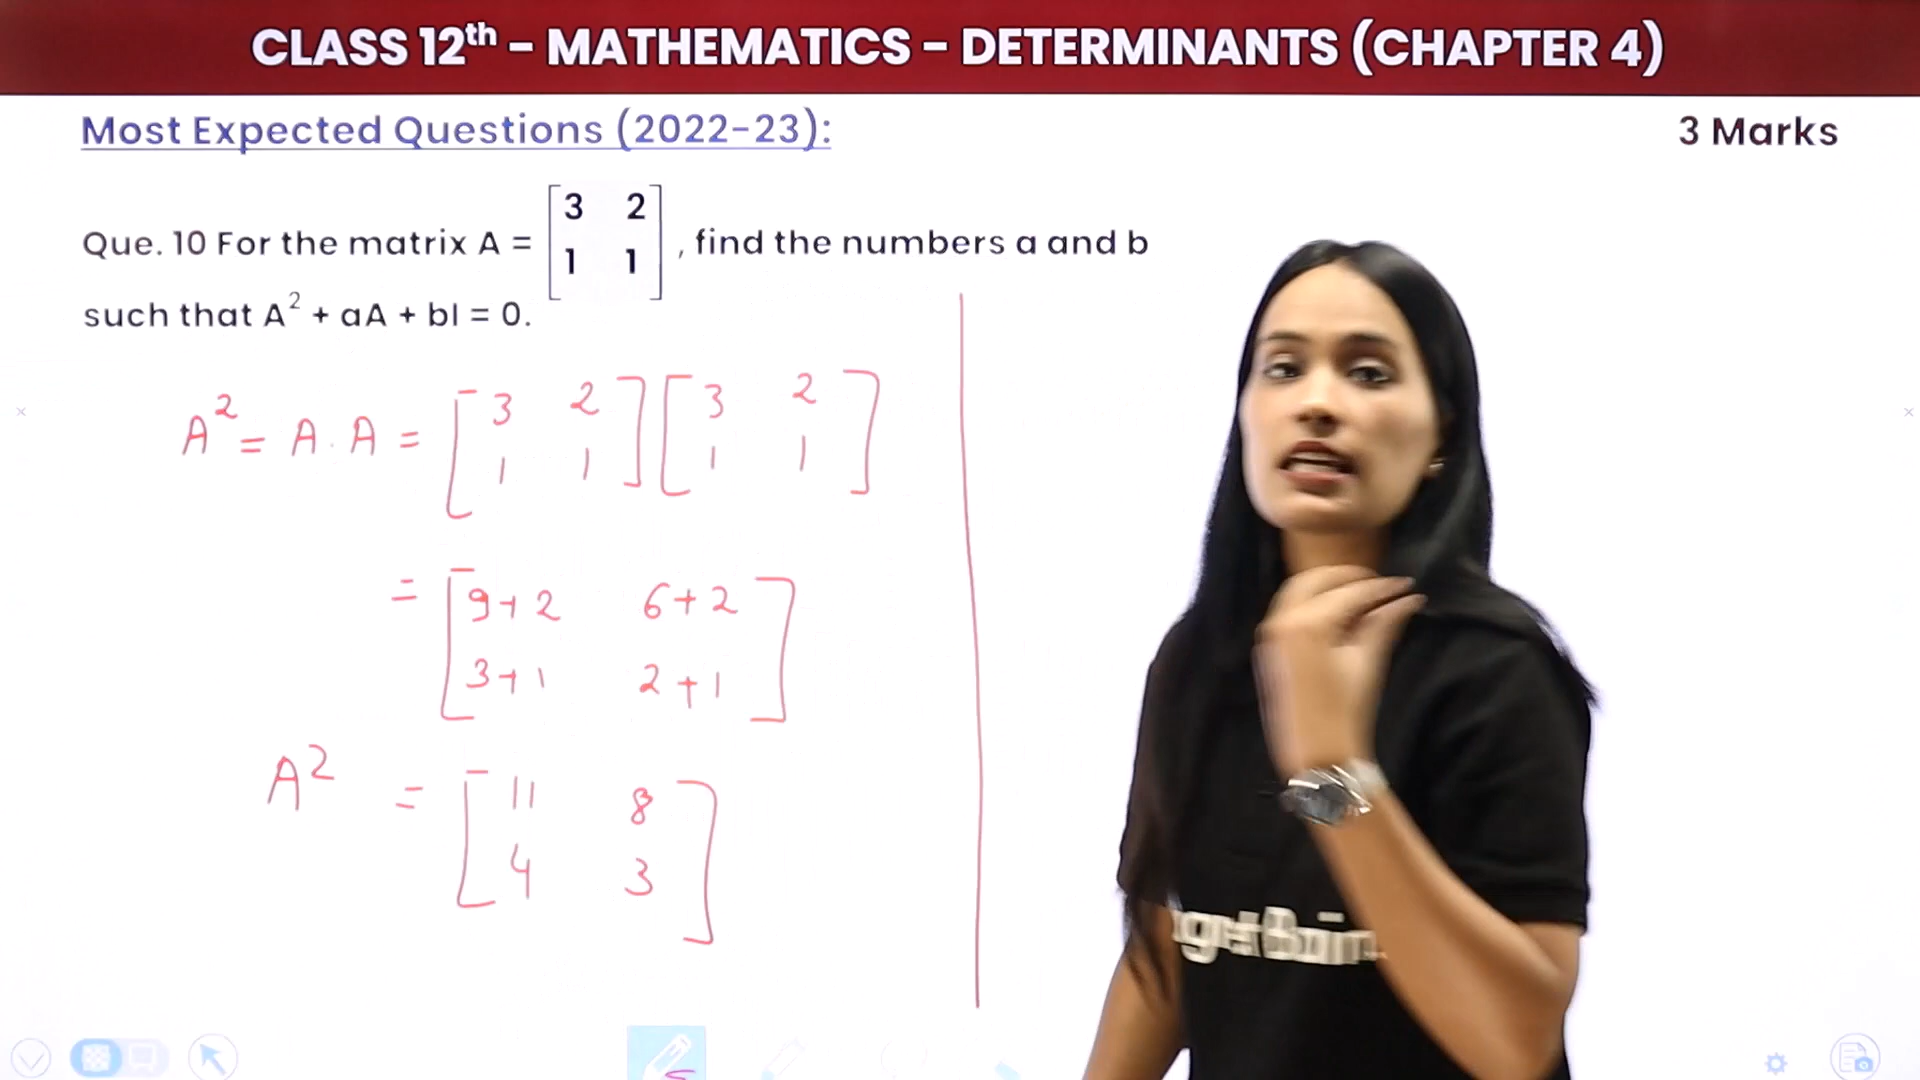 CLASS 12th – MATHEMATICS – DETERMINANTS (CHAPTER 4)
Most Expected Questions (2022-23):
3 Marks
Que. 10 For the matrix A = [3 2 1 1] , find the numbers a and b
such that A² + aA + bI = 0.
A² = A . A = [3 2 1 1] [3 2 1 1]
= [9+2 6+2 3+1 2+1]
A² = [11 8 4 3]